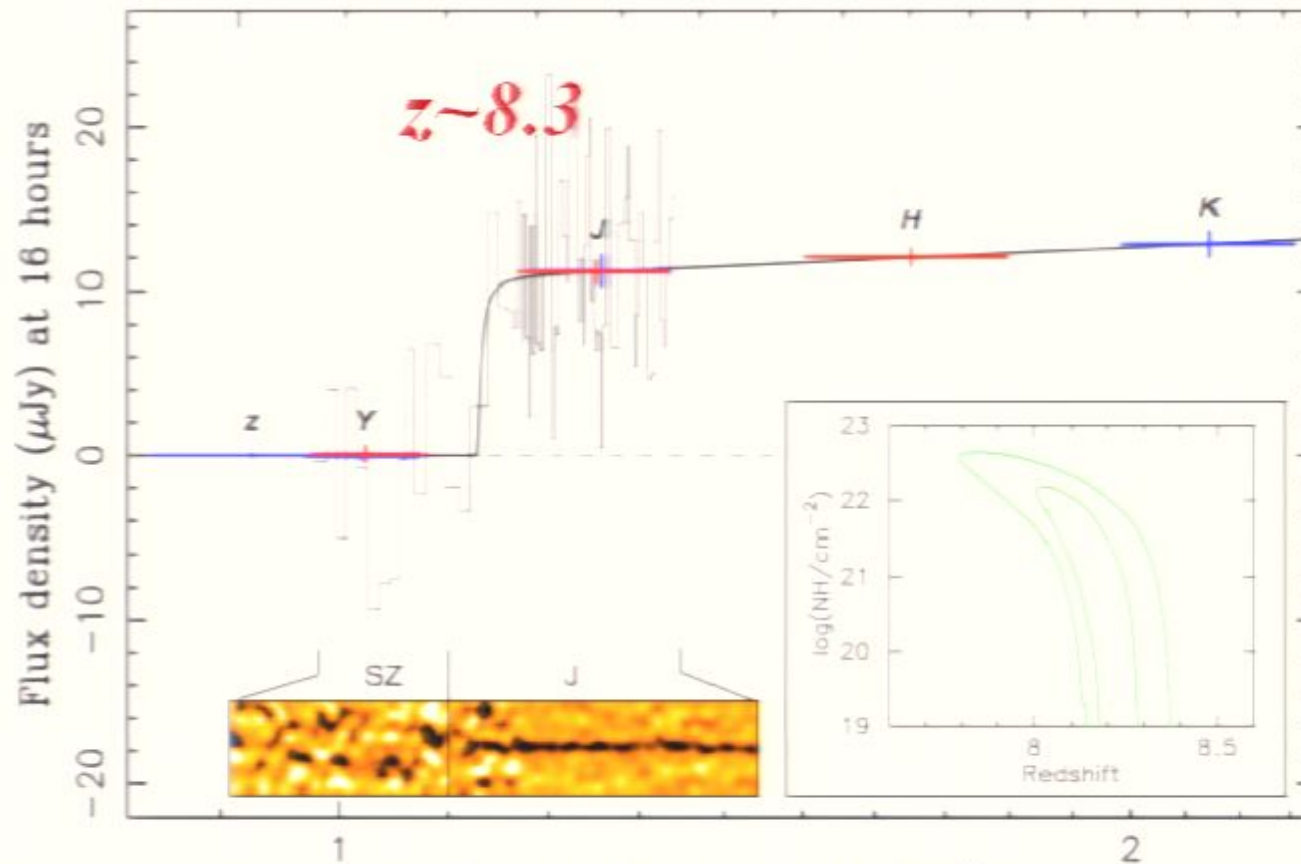 z~8.3
Flux density (μJy) at 16 hours
20
10
0
−10
−20
z
Y
J
H
K
SZ
J
log(NH/cm⁻²)
23
22
21
20
19
8
8.5
Redshift
1
2